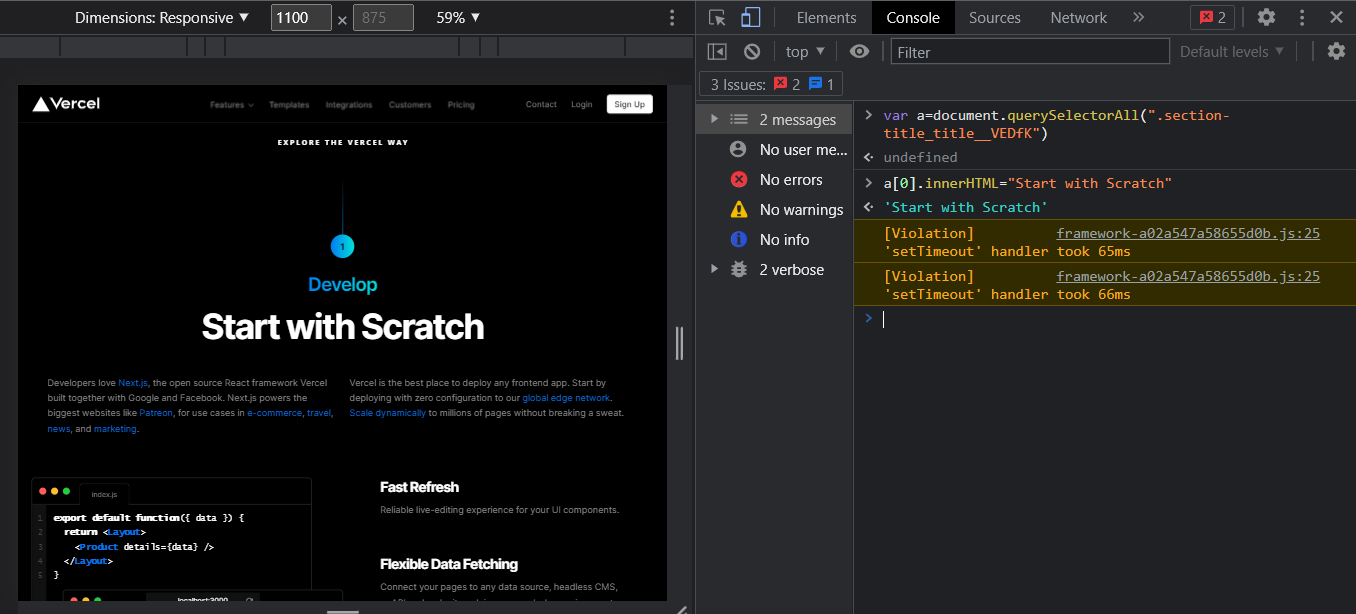 Dimensions: Responsive ▼ 1100 × 875 59% ▼
Elements Console Sources Network » 2
top ▼ Filter Default levels ▼
3 Issues: 2 1
Vercel Features Templates Integrations Customers Pricing Contact Login Sign Up
EXPLORE THE VERCEL WAY
1
Develop
Start with Scratch
Developers love Next.js, the open source React framework Vercel
built together with Google and Facebook. Next.js powers the
biggest websites like Patreon, for use cases in e-commerce, travel,
news, and marketing.
Vercel is the best place to deploy any frontend app. Start by
deploying with zero configuration to our global edge network.
Scale dynamically to millions of pages without breaking a sweat.
index.js
1 export default function({ data }) {
2 return <Layout>
3 <Product details={data} />
4 </Layout>
5 }
localhost:3000
Fast Refresh
Reliable live-editing experience for your UI components.
Flexible Data Fetching
Connect your pages to any data source, headless CMS,
2 messages
No user me...
No errors
No warnings
No info
2 verbose
> var a=document.querySelectorAll(".section-
title_title__VEDfK")
undefined
> a[0].innerHTML="Start with Scratch"
'Start with Scratch'
[Violation] framework-a02a547a58655d0b.js:25
'setTimeout' handler took 65ms
[Violation] framework-a02a547a58655d0b.js:25
'setTimeout' handler took 66ms
>